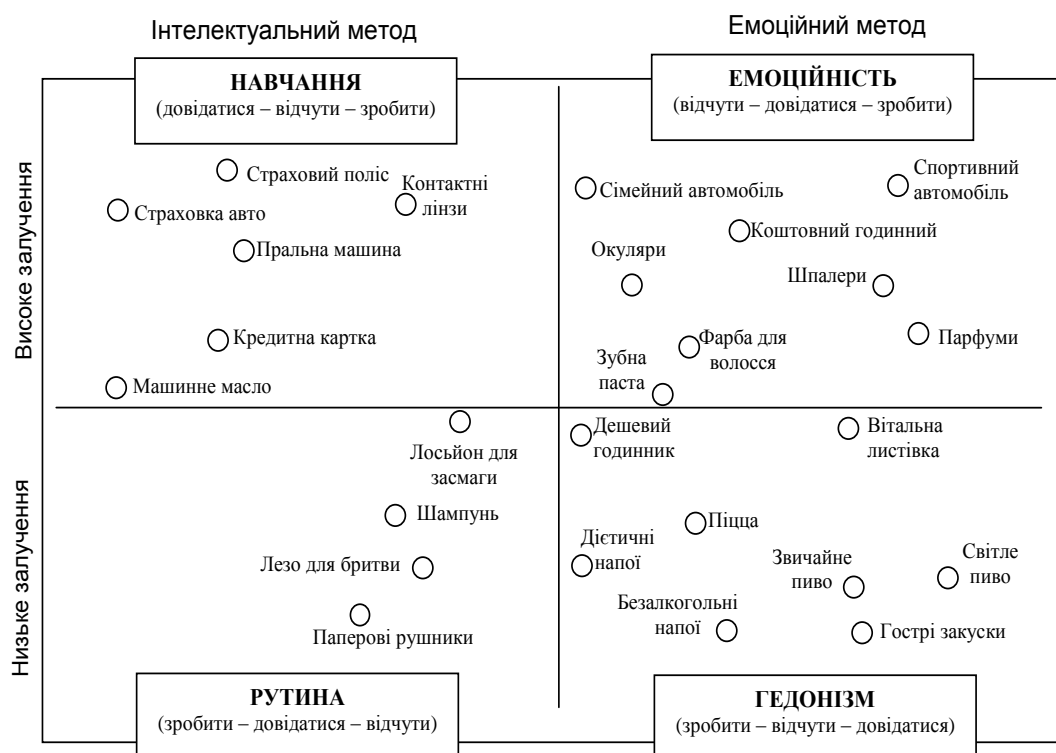 Інтелектуальний метод
Емоційний метод
НАВЧАННЯ
(довідатися – відчути – зробити)
ЕМОЦІЙНІСТЬ
(відчути – довідатися – зробити)
Високе залучення
Страховий поліс
Контактні
лінзи
Страховка авто
Пральна машина
Кредитна картка
Машинне масло
Сімейний автомобіль
Спортивний
автомобіль
Коштовний годинний
Окуляри
Шпалери
Фарба для
волосся
Парфуми
Зубна
паста
Низьке залучення
Лосьйон для
засмаги
Шампунь
Лезо для бритви
Паперові рушники
Дешевий
годинник
Вітальна
листівка
Піцца
Дієтичні
напої
Звичайне
пиво
Світле
пиво
Безалкогольні
напої
Гострі закуски
РУТИНА
(зробити – довідатися – відчути)
ГЕДОНІЗМ
(зробити – відчути – довідатися)